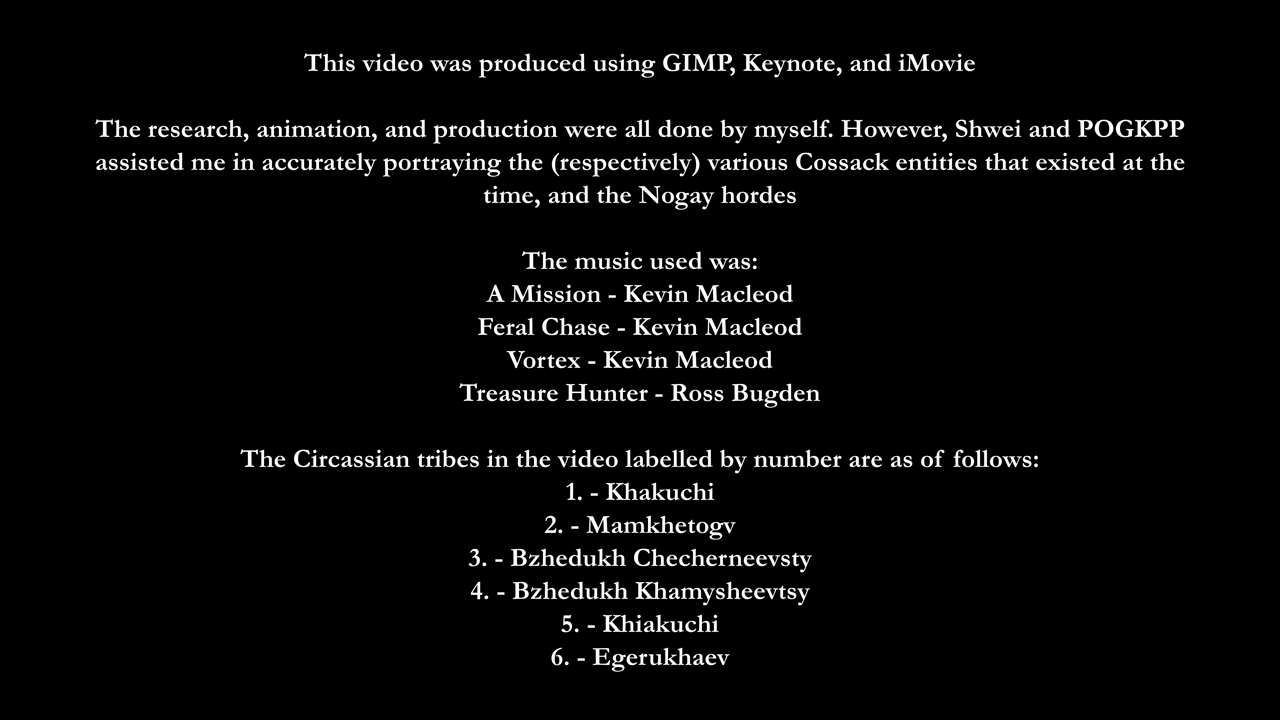 This video was produced using GIMP, Keynote, and iMovie
The research, animation, and production were all done by myself. However, Shwei and POGKPP
assisted me in accurately portraying the (respectively) various Cossack entities that existed at the
time, and the Nogay hordes
The music used was:
A Mission - Kevin Macleod
Feral Chase - Kevin Macleod
Vortex - Kevin Macleod
Treasure Hunter - Ross Bugden
The Circassian tribes in the video labelled by number are as of follows:
1. - Khakuchi
2. - Mamkhetogv
3. - Bzhedukh Checherneevsty
4. - Bzhedukh Khamysheevtsy
5. - Khiakuchi
6. - Egerukhaev